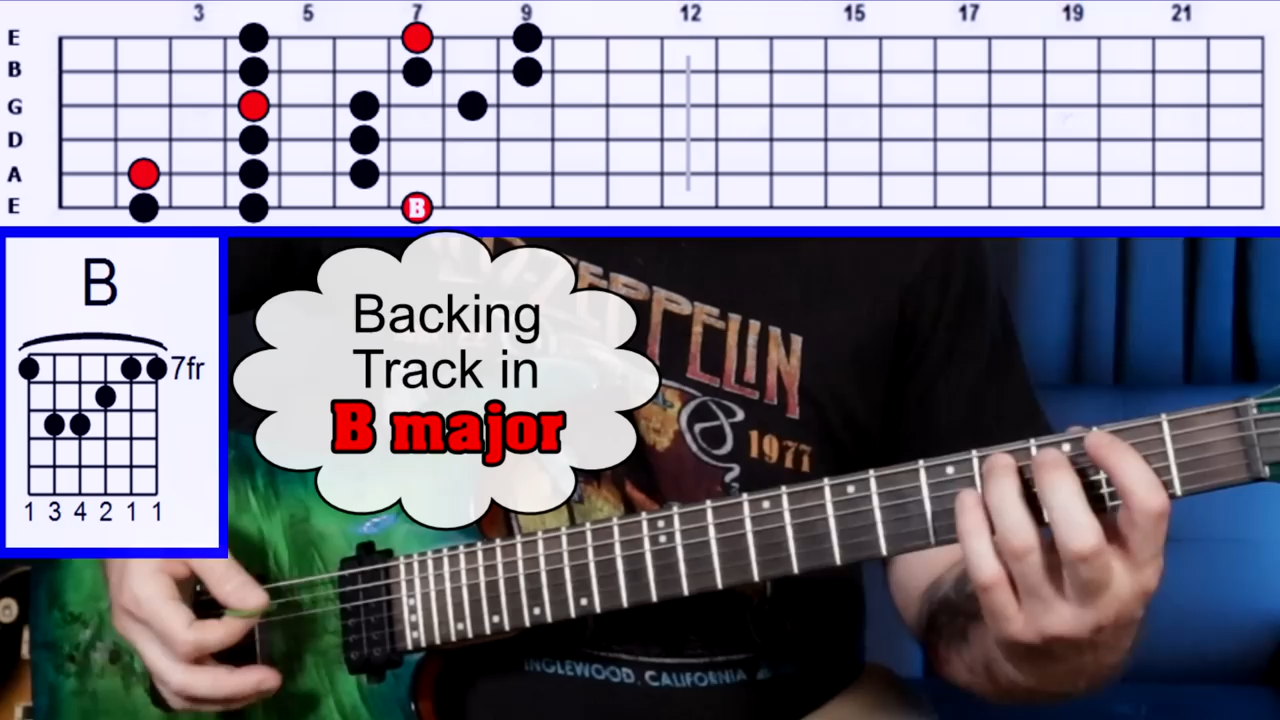 3 5 7 9 12 15 17 19 21
E
B
G
D
A
E
B
B
7fr
1 3 4 2 1 1
Backing
Track in
B major
ZEPPELIN
1977
INGLEWOOD, CALIFORNIA